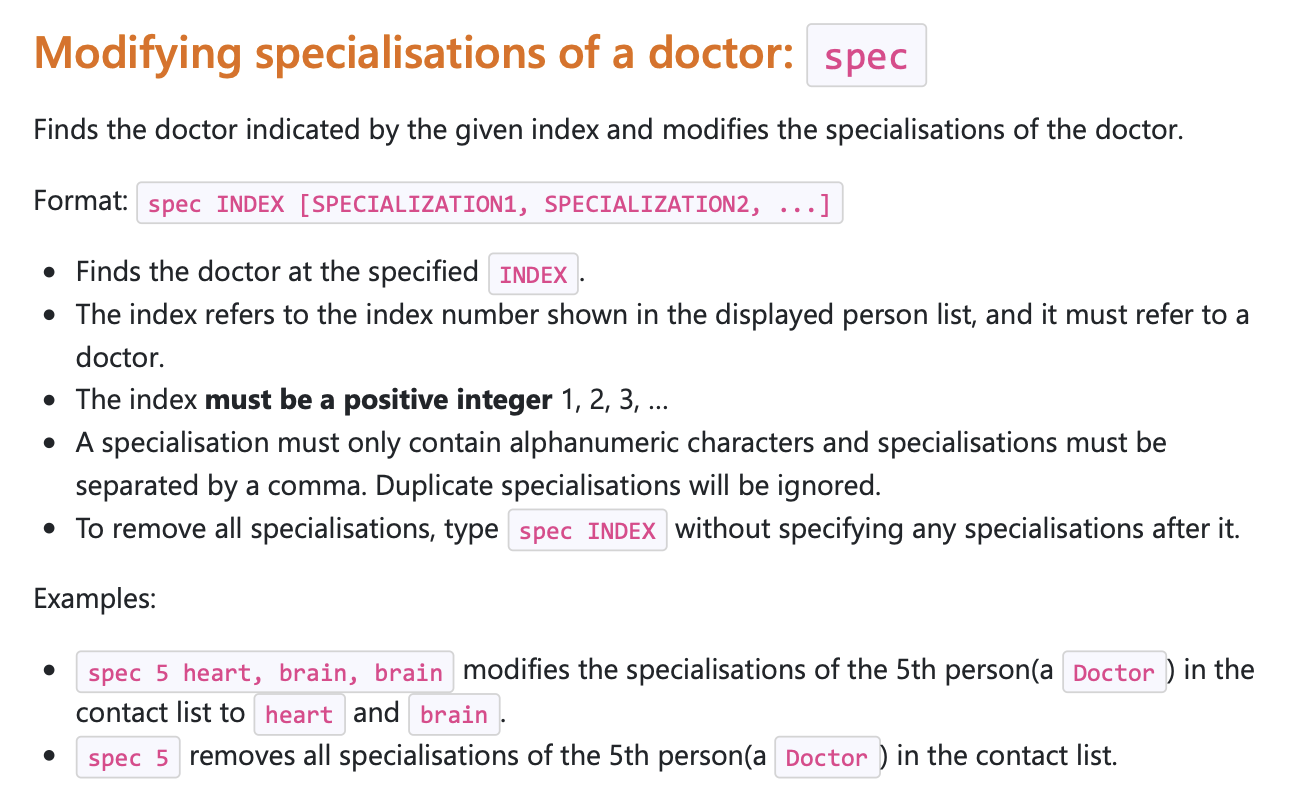 Modifying specialisations of a doctor: spec
Finds the doctor indicated by the given index and modifies the specialisations of the doctor.
Format: spec INDEX [SPECIALIZATION1, SPECIALIZATION2, ...]
• Finds the doctor at the specified INDEX.
• The index refers to the index number shown in the displayed person list, and it must refer to a
doctor.
• The index must be a positive integer 1, 2, 3, …
• A specialisation must only contain alphanumeric characters and specialisations must be
separated by a comma. Duplicate specialisations will be ignored.
• To remove all specialisations, type spec INDEX without specifying any specialisations after it.
Examples:
• spec 5 heart, brain, brain modifies the specialisations of the 5th person(a Doctor) in the
contact list to heart and brain.
• spec 5 removes all specialisations of the 5th person(a Doctor) in the contact list.